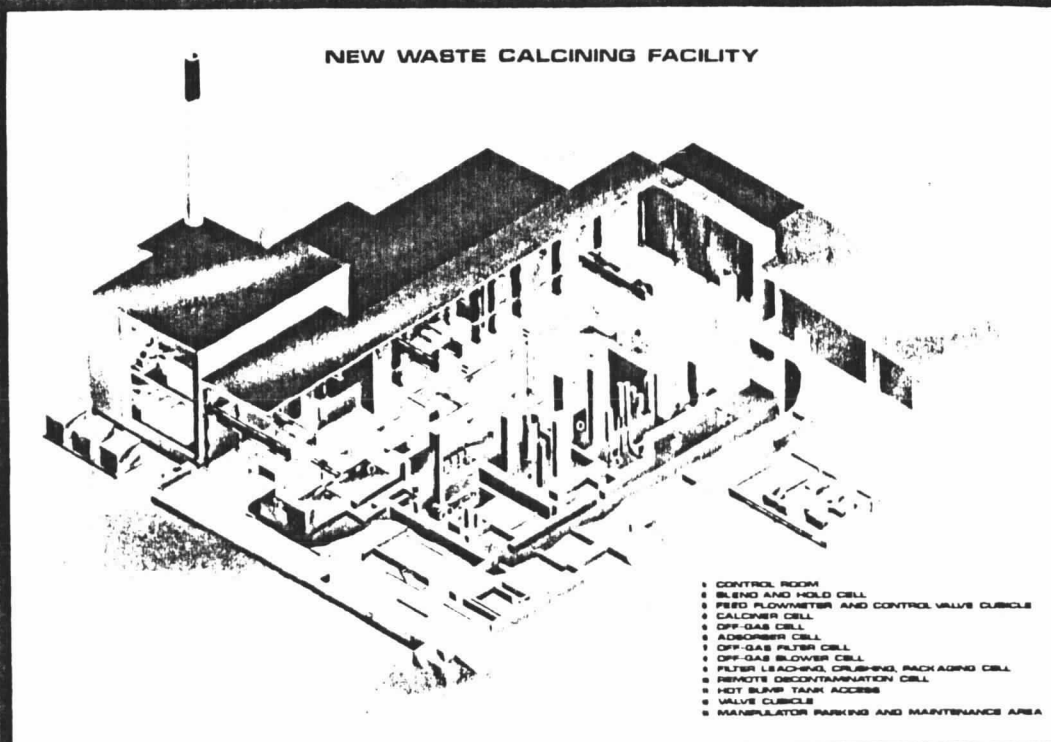 NEW WASTE CALCINING FACILITY
CONTROL ROOM
BLEND AND HOLD CELL
FEED FLOWMETER AND CONTROL VALVE CUBICLE
CALCINER CELL
OFF-GAS CELL
ADSORBER CELL
OFF-GAS FILTER CELL
OFF-GAS BLOWER CELL
FILTER LEACHING, CRUSHING, PACKAGING CELL
REMOTE DECONTAMINATION CELL
HOT SUMP TANK ACCESS
VALVE CUBICLE
MANIPULATOR PARKING AND MAINTENANCE AREA